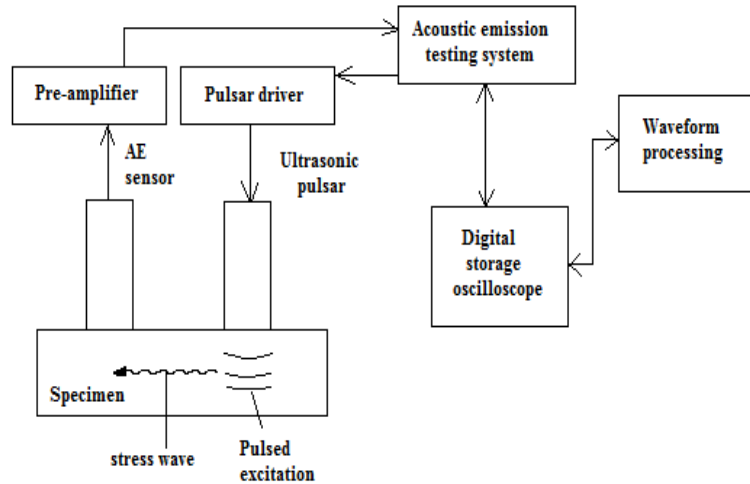 Acoustic emission
testing system
Pre-amplifier
Pulsar driver
Waveform
processing
AE
sensor
Ultrasonic
pulsar
Digital
storage
oscilloscope
Specimen
stress wave
Pulsed
excitation